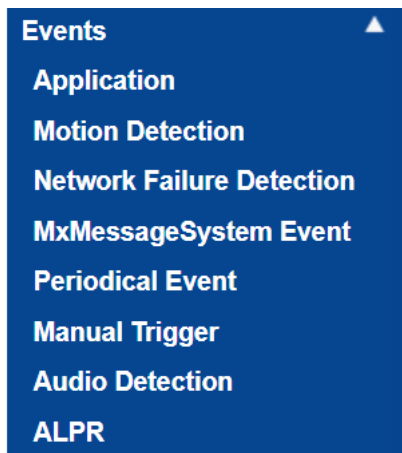 Events
Application
Motion Detection
Network Failure Detection
MxMessageSystem Event
Periodical Event
Manual Trigger
Audio Detection
ALPR